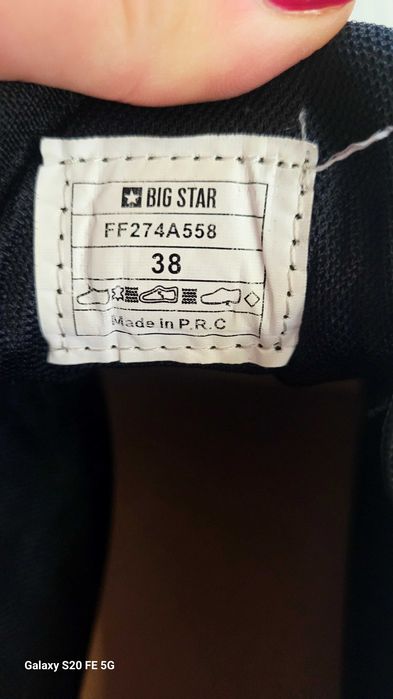 BIG STAR
FF274A558
38
Made in P.R.C
Galaxy S20 FE 5G